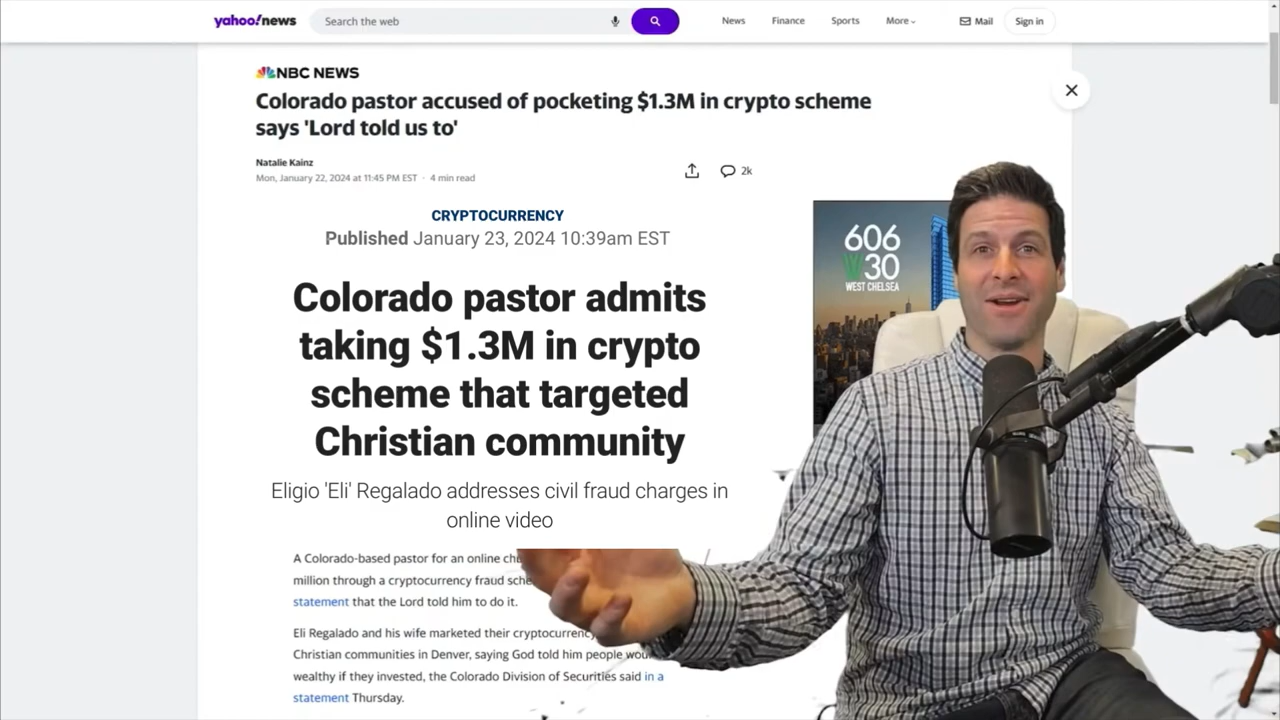 yahoo!news
Search the web
News Finance Sports More Mail Sign in
NBC NEWS
Colorado pastor accused of pocketing $1.3M in crypto scheme
says 'Lord told us to'
Natalie Kainz
Mon, January 22, 2024 at 11:45 PM EST · 4 min read
2k
CRYPTOCURRENCY
Published January 23, 2024 10:39am EST
Colorado pastor admits
taking $1.3M in crypto
scheme that targeted
Christian community
Eligio 'Eli' Regalado addresses civil fraud charges in
online video
606
W30
WEST CHELSEA
A Colorado-based pastor for an online
million through a cryptocurrency fraud
statement that the Lord told him to do it.
Eli Regalado and his wife marketed their cryptocurrency
Christian communities in Denver, saying God told him people
wealthy if they invested, the Colorado Division of Securities said in a
statement Thursday.